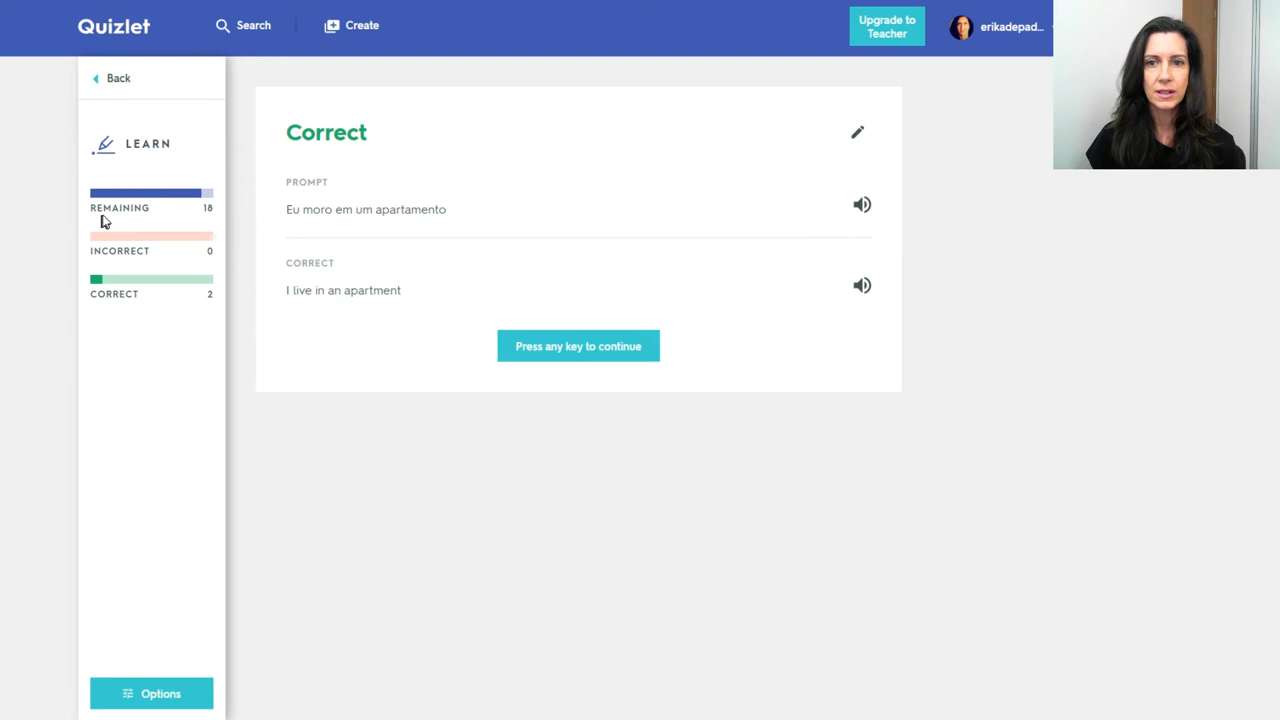 Quizlet
Search
Create
Upgrade to
Teacher
erikadepad...
Back
LEARN
REMAINING 18
INCORRECT 0
CORRECT 2
Options
Correct
PROMPT
Eu moro em um apartamento
CORRECT
I live in an apartment
Press any key to continue